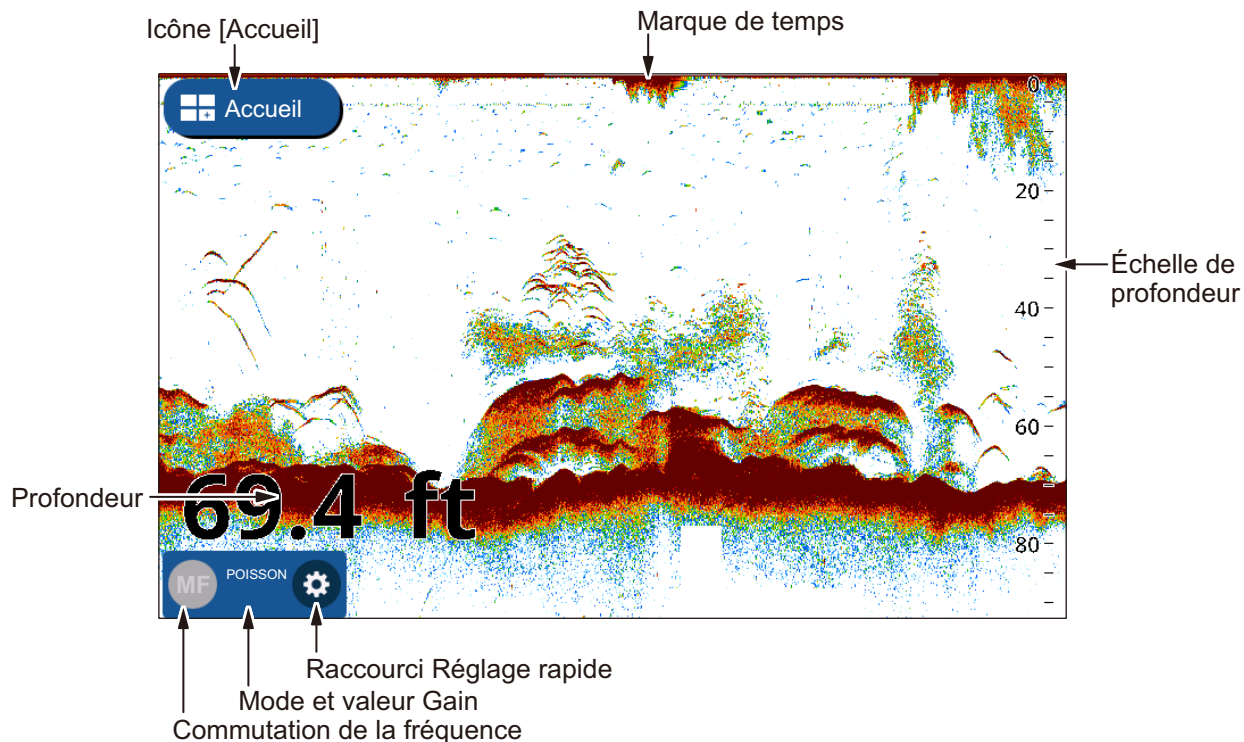 Icône [Accueil]
Marque de temps
Accueil
0
20
Échelle de
profondeur
40
60
Profondeur
69.4 ft
80
MF
POISSON
Raccourci Réglage rapide
Mode et valeur Gain
Commutation de la fréquence